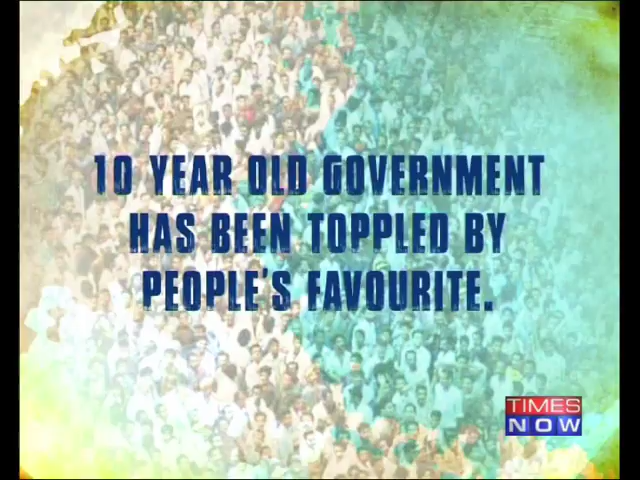 10 YEAR OLD GOVERNMENT
HAS BEEN TOPPLED BY
PEOPLE'S FAVOURITE.
TIMES
NOW